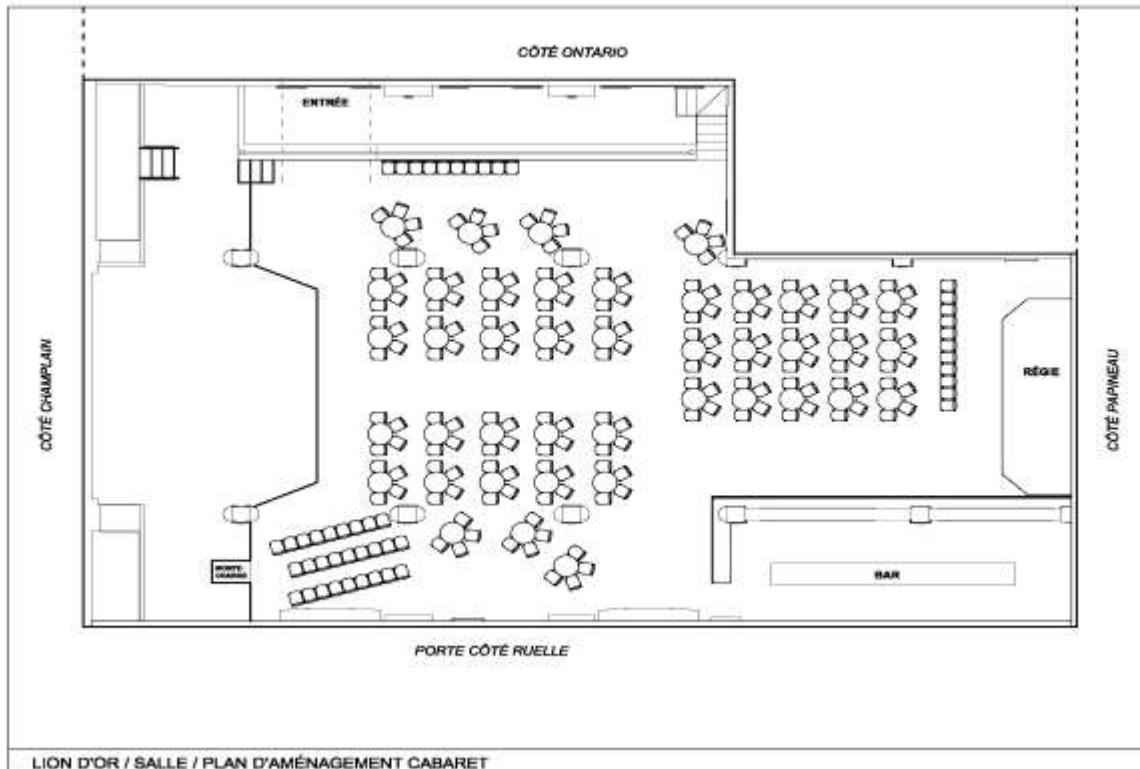 CÔTÉ ONTARIO
ENTRÉE
CÔTÉ CHAMPLAIN
RÉGIE
CÔTÉ PAPINEAU
MONTE
CHARGE
BAR
PORTE CÔTÉ RUELLE
LION D'OR / SALLE / PLAN D'AMÉNAGEMENT CABARET